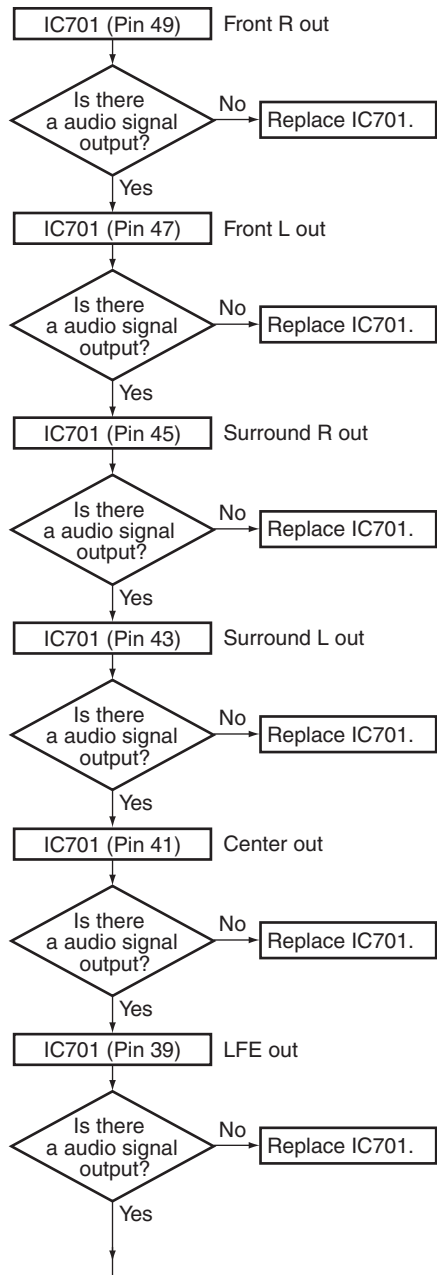 IC701 (Pin 49) Front R out
Is there
a audio signal
output?
No
Replace IC701.
Yes
IC701 (Pin 47) Front L out
Is there
a audio signal
output?
No
Replace IC701.
Yes
IC701 (Pin 45) Surround R out
Is there
a audio signal
output?
No
Replace IC701.
Yes
IC701 (Pin 43) Surround L out
Is there
a audio signal
output?
No
Replace IC701.
Yes
IC701 (Pin 41) Center out
Is there
a audio signal
output?
No
Replace IC701.
Yes
IC701 (Pin 39) LFE out
Is there
a audio signal
output?
No
Replace IC701.
Yes